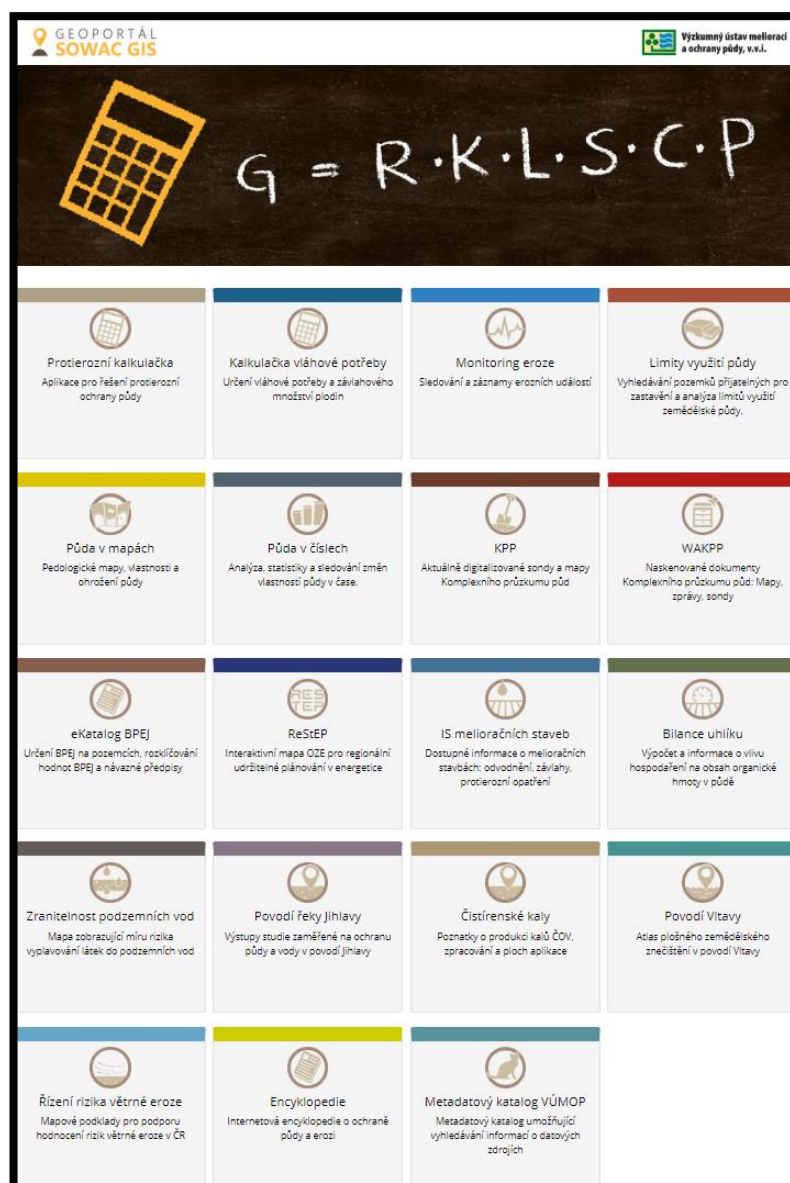 GEOPORTÁL
SOWAC GIS
Výzkumný ústav meliorací
a ochrany půdy, v.v.i.
G = R·K·L·S·C·P
Protierozní kalkulačka
Aplikace pro řešení protierozní
ochrany půdy
Kalkulačka vláhové potřeby
Určení vláhové potřeby a závlahového
množství plodin
Monitoring eroze
Sledování a záznamy erozních událostí
Limity využití půdy
Vyhledávání pozemků přijatelných pro
zastavění a analýza limitů využití
zemědělské půdy.
Půda v mapách
Pedologické mapy, vlastnosti a
ohrožení půdy
Půda v číslech
Analýza, statistiky a sledování změn
vlastností půdy v čase.
KPP
Aktuálně digitalizované sondy a mapy
Komplexního průzkumu půd
WAKPP
Naskenované dokumenty
Komplexního průzkumu půd: Mapy,
zprávy, sondy
eKatalog BPEJ
Určení BPEJ na pozemcích, rozklíčování
hodnot BPEJ a návazné předpisy
RES
TEP
ReStEP
Interaktivní mapa OZE pro regionální
udržitelné plánování v energetice
IS melioračních staveb
Dostupné informace o melioračních
stavbách: odvodnění, závlahy,
protierozní opatření
Bilance uhlíku
Výpočet a informace o vlivu
hospodaření na obsah organické
hmoty v půdě
Zranitelnost podzemních vod
Mapa zobrazující míru rizika
vyplavování látek do podzemních vod
Povodí řeky Jihlavy
Výstupy studie zaměřené na ochranu
půdy a vody v povodí Jihlavy
Čistírenské kaly
Poznatky o produkci kalů ČOV,
zpracování a ploch aplikace
Povodí Vltavy
Atlas plošného zemědělského
znečištění v povodí Vltavy
Řízení rizika větrné eroze
Mapové podklady pro podporu
hodnocení rizik větrné eroze v ČR
Encyklopedie
Internetová encyklopedie o ochraně
půdy a erozi
Metadatový katalog VÚMOP
Metadatový katalog umožňující
vyhledávání informací o datových
zdrojích